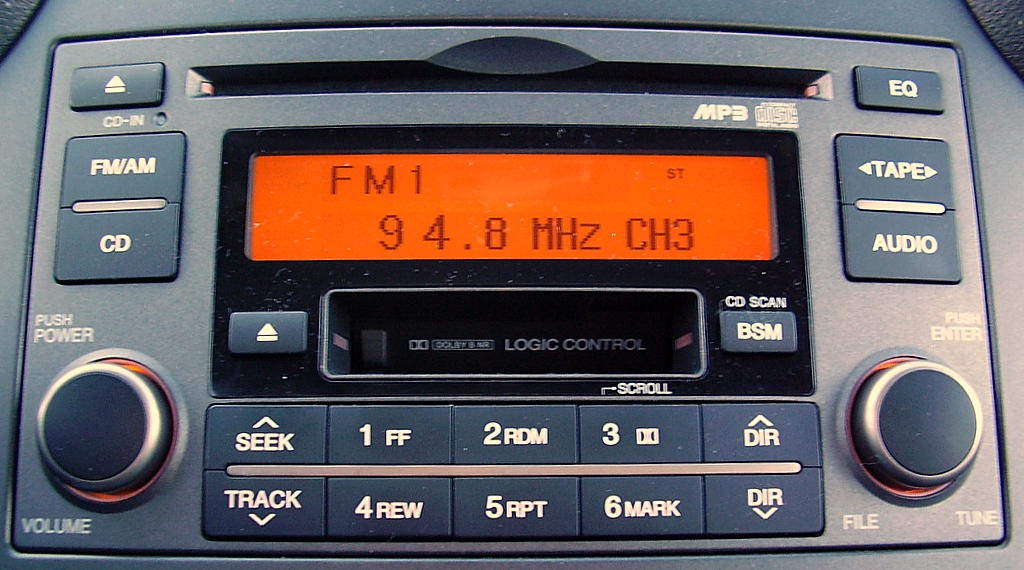 CD-IN
MP3 COMPACT disc
EQ
FM/AM
CD
FM1 ST
94.8 MHz CH3
◂TAPE▸
AUDIO
PUSH
POWER
CD SCAN
BSM
PUSH
ENTER
DOLBY B NR LOGIC CONTROL
SCROLL
SEEK
1 FF
2 RDM
3
DIR
TRACK
4 REW
5 RPT
6 MARK
DIR
VOLUME
FILE
TUNE